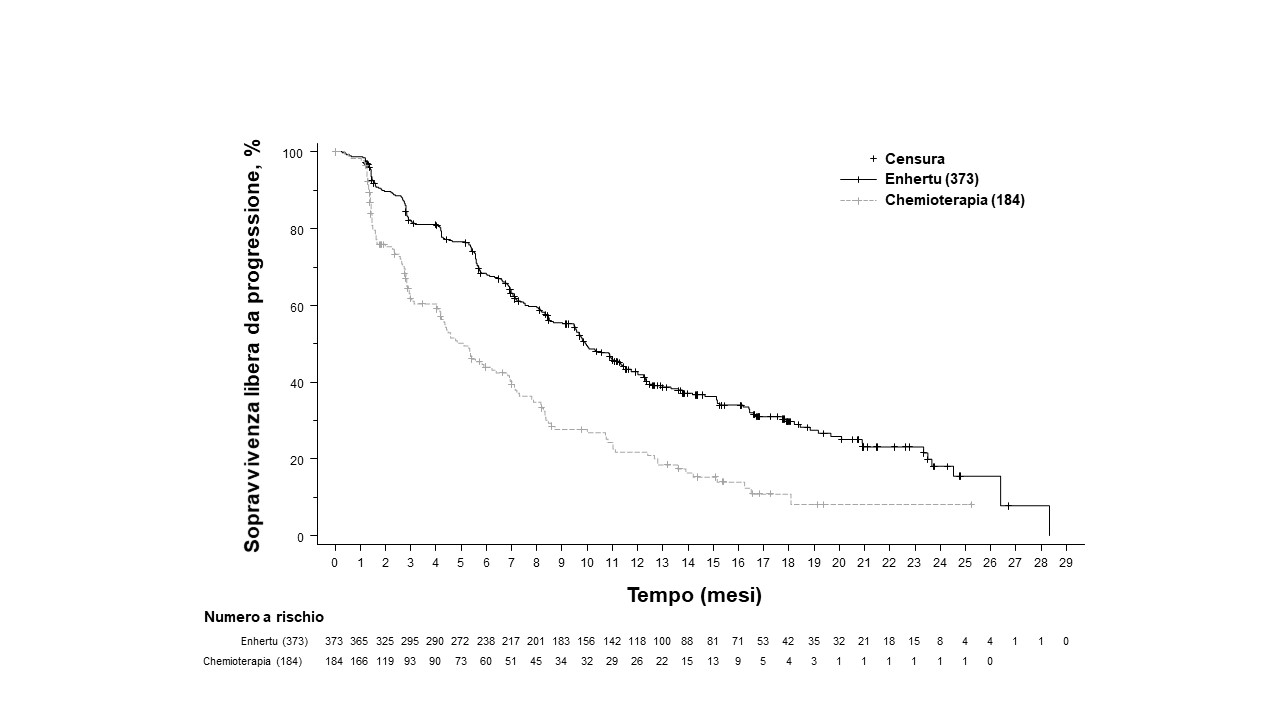 Sopravvivenza libera da progressione, %
100
80
60
40
20
0
Censura
Enhertu (373)
Chemioterapia (184)
0 1 2 3 4 5 6 7 8 9 10 11 12 13 14 15 16 17 18 19 20 21 22 23 24 25 26 27 28 29
Tempo (mesi)
Numero a rischio
Enhertu (373) 373 365 325 295 290 272 238 217 201 183 156 142 118 100 88 81 71 53 42 35 32 21 18 15 8 4 4 1 1 0
Chemioterapia (184) 184 166 119 93 90 73 60 51 45 34 32 29 26 22 15 13 9 5 4 3 1 1 1 1 1 1 0